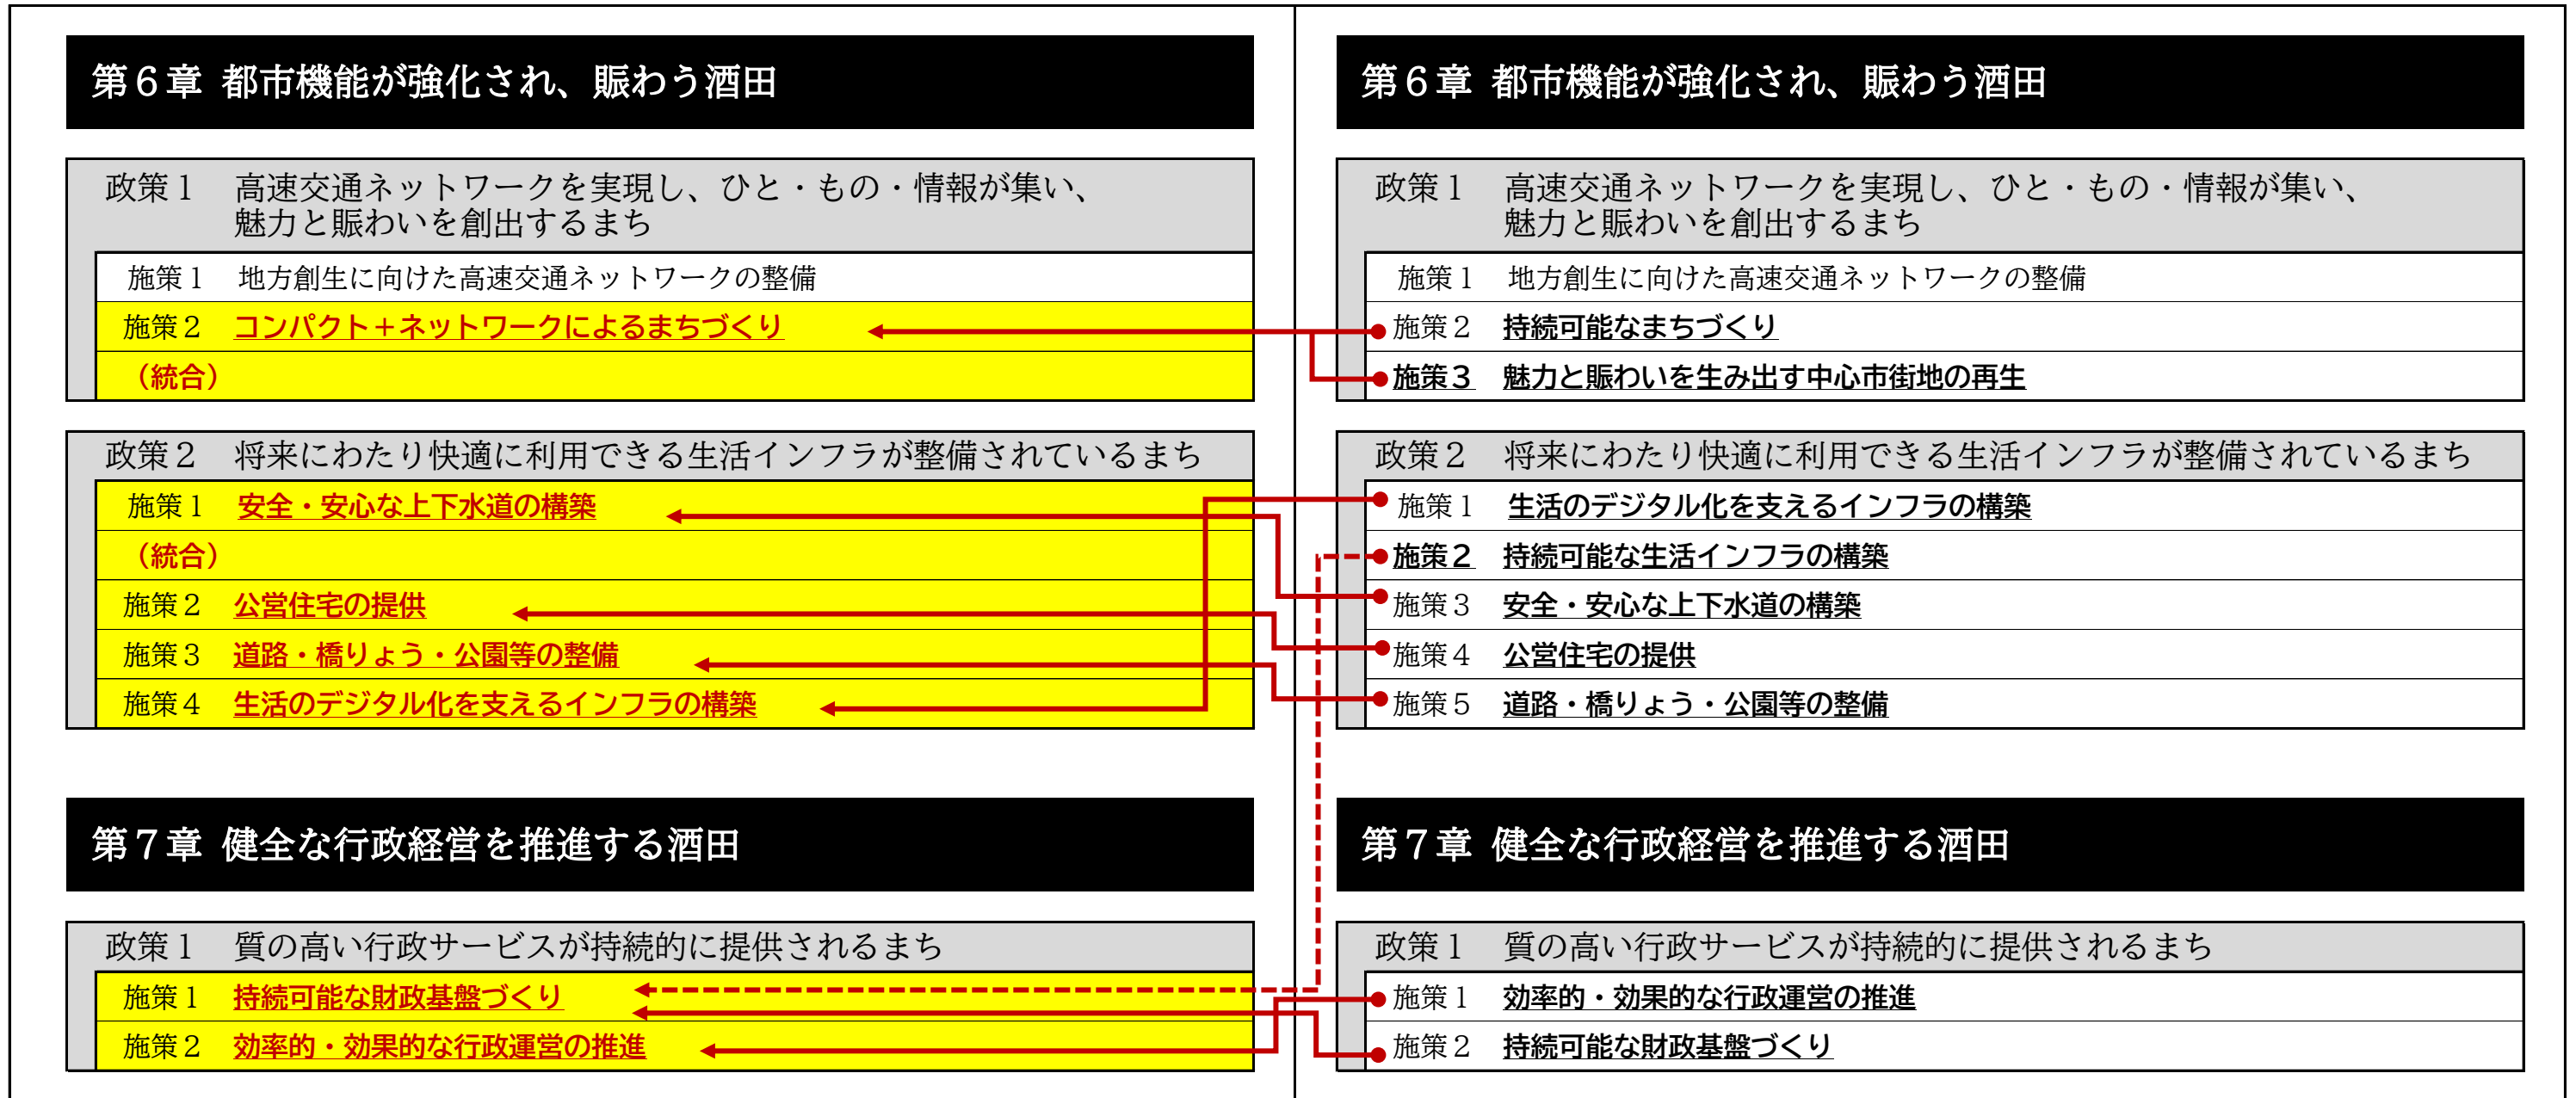 第６章 都市機能が強化され、賑わう酒田
政策１ 高速交通ネットワークを実現し、ひと・もの・情報が集い、
魅力と賑わいを創出するまち
施策１ 地方創生に向けた高速交通ネットワークの整備
施策２ コンパクト＋ネットワークによるまちづくり
（統合）
政策２ 将来にわたり快適に利用できる生活インフラが整備されているまち
施策１ 安全・安心な上下水道の構築
（統合）
施策２ 公営住宅の提供
施策３ 道路・橋りょう・公園等の整備
施策４ 生活のデジタル化を支えるインフラの構築
第７章 健全な行政経営を推進する酒田
政策１ 質の高い行政サービスが持続的に提供されるまち
施策１ 持続可能な財政基盤づくり
施策２ 効率的・効果的な行政運営の推進
第６章 都市機能が強化され、賑わう酒田
政策１ 高速交通ネットワークを実現し、ひと・もの・情報が集い、
魅力と賑わいを創出するまち
施策１ 地方創生に向けた高速交通ネットワークの整備
施策２ 持続可能なまちづくり
施策３ 魅力と賑わいを生み出す中心市街地の再生
政策２ 将来にわたり快適に利用できる生活インフラが整備されているまち
施策１ 生活のデジタル化を支えるインフラの構築
施策２ 持続可能な生活インフラの構築
施策３ 安全・安心な上下水道の構築
施策４ 公営住宅の提供
施策５ 道路・橋りょう・公園等の整備
第７章 健全な行政経営を推進する酒田
政策１ 質の高い行政サービスが持続的に提供されるまち
施策１ 効率的・効果的な行政運営の推進
施策２ 持続可能な財政基盤づくり